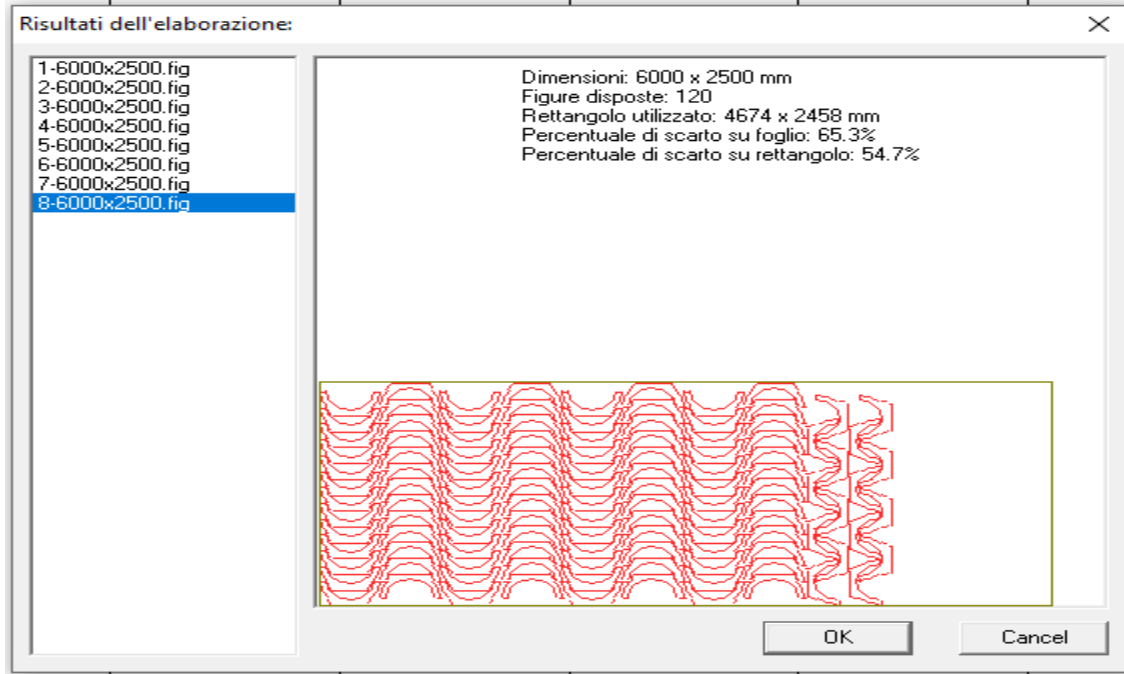 Risultati dell'elaborazione:
1-6000x2500.fig
2-6000x2500.fig
3-6000x2500.fig
4-6000x2500.fig
5-6000x2500.fig
6-6000x2500.fig
7-6000x2500.fig
8-6000x2500.fig
Dimensioni: 6000 x 2500 mm
Figure disposte: 120
Rettangolo utilizzato: 4674 x 2458 mm
Percentuale di scarto su foglio: 65.3%
Percentuale di scarto su rettangolo: 54.7%
OK
Cancel